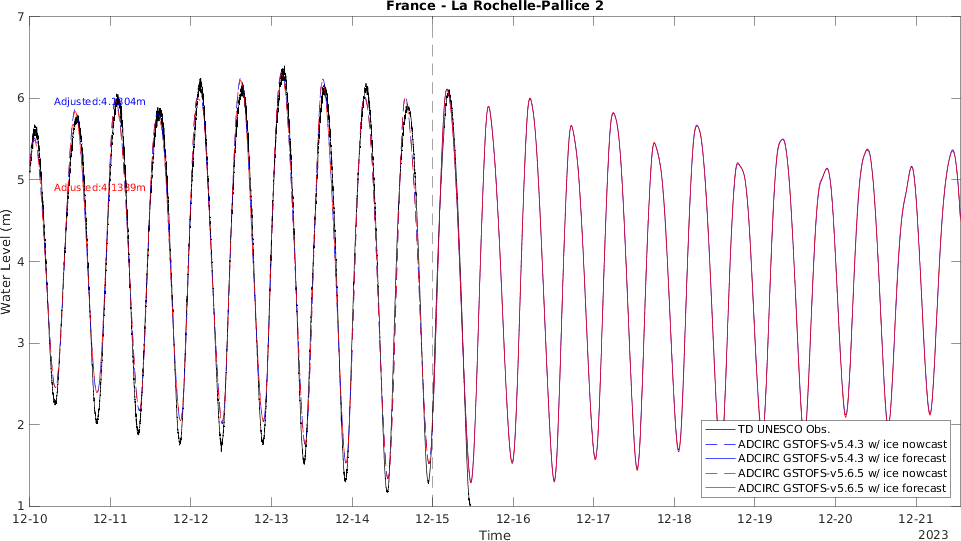 France - La Rochelle-Pallice 2
7
6
5
4
3
2
1
Water Level (m)
Adjusted:4.1304m
Adjusted:4.1339m
TD UNESCO Obs.
ADCIRC GSTOFS-v5.4.3 w/ ice nowcast
ADCIRC GSTOFS-v5.4.3 w/ ice forecast
ADCIRC GSTOFS-v5.6.5 w/ ice nowcast
ADCIRC GSTOFS-v5.6.5 w/ ice forecast
12-10 12-11 12-12 12-13 12-14 12-15 12-16 12-17 12-18 12-19 12-20 12-21
Time
2023